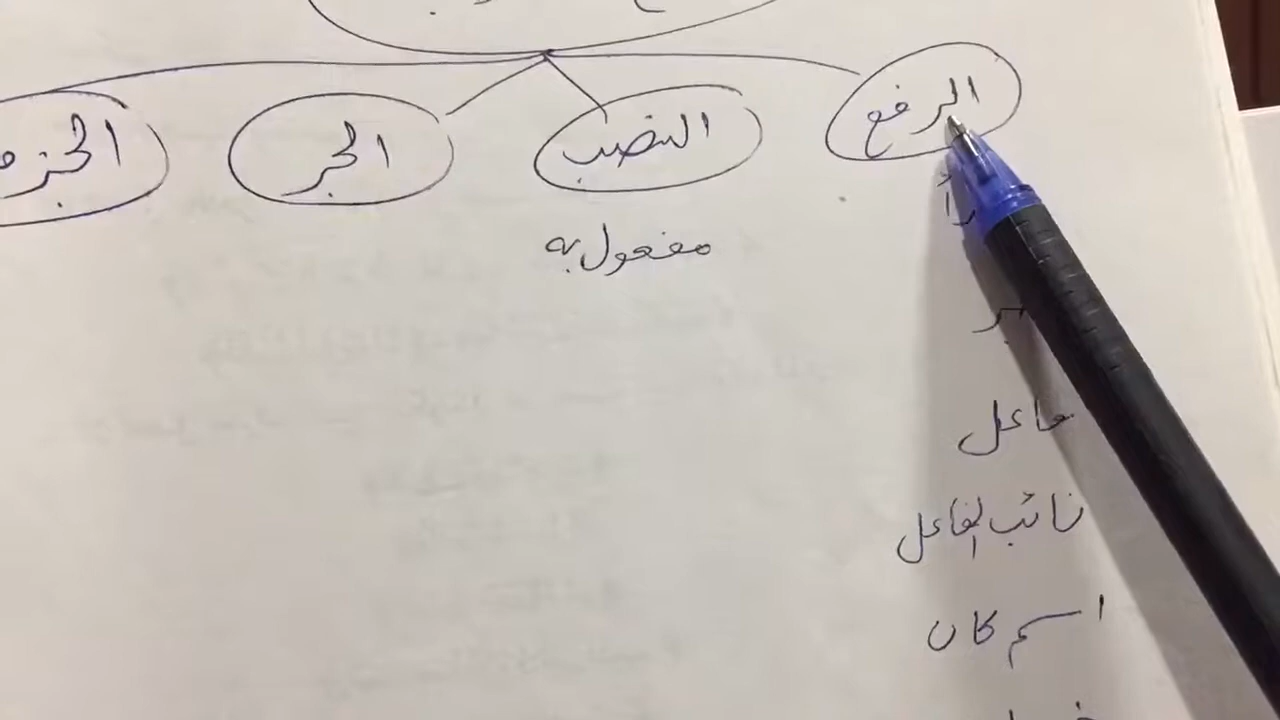 الرفع النصب الجر الجزم
مفعول به
فاعل
نائب الفاعل
اسم كان